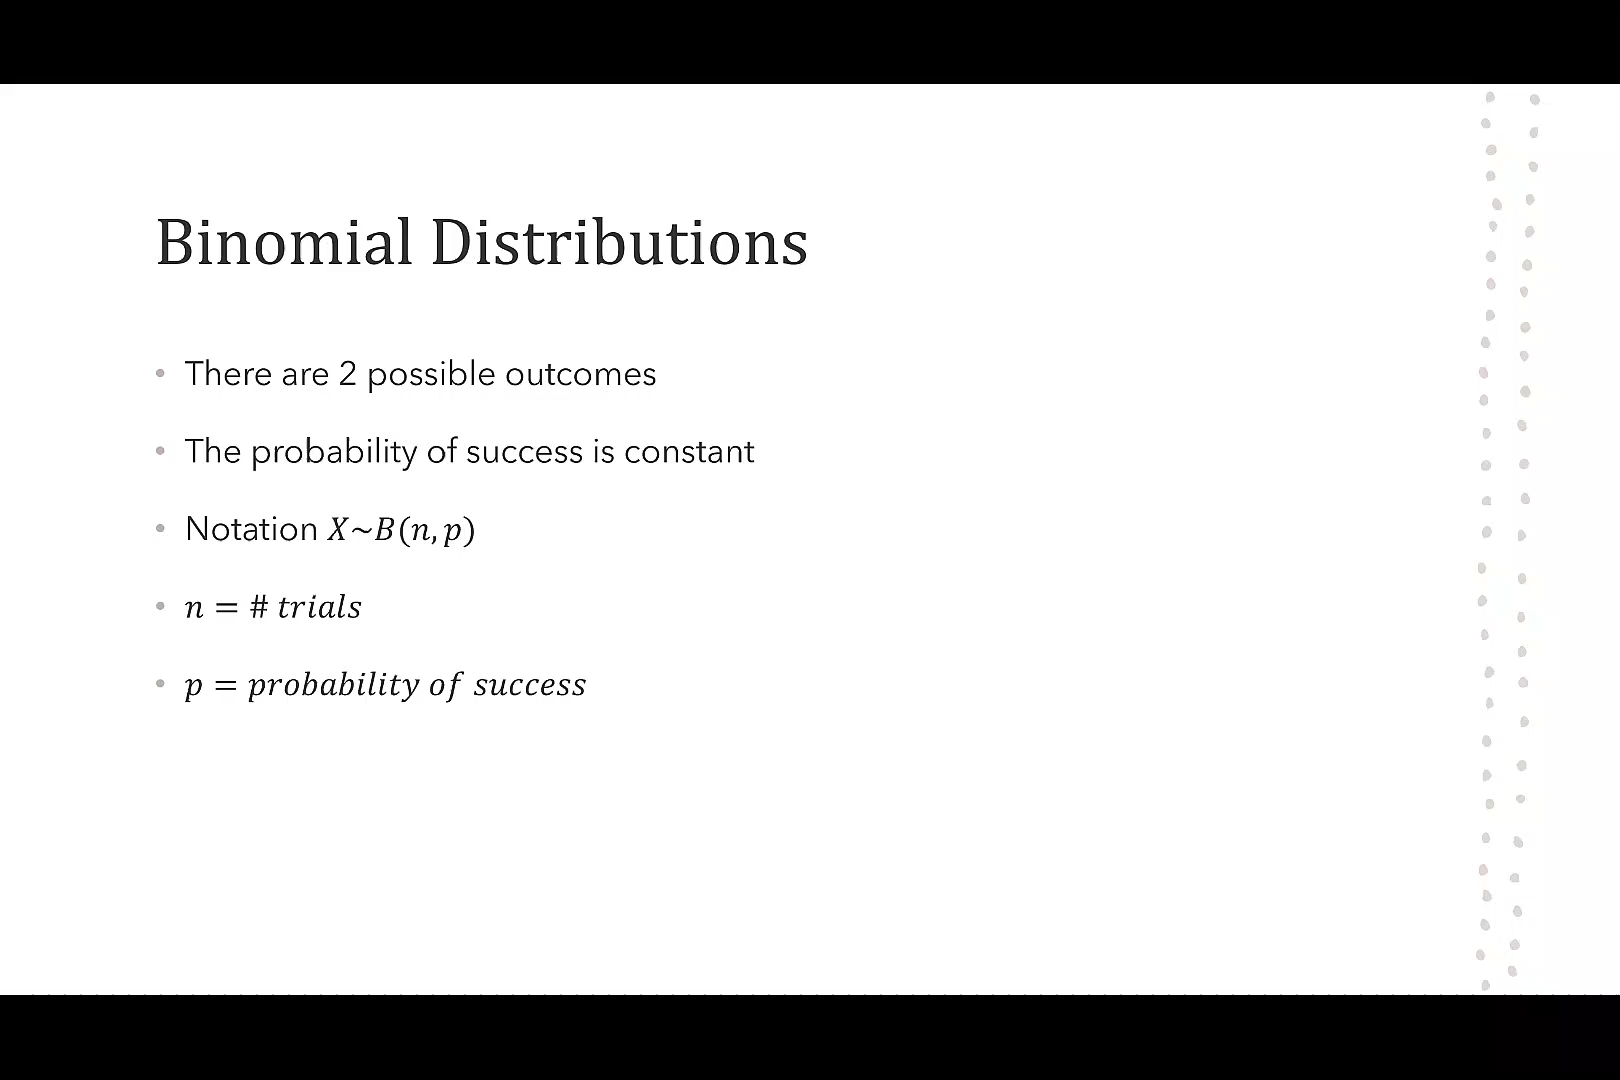 Binomial Distributions
• There are 2 possible outcomes
• The probability of success is constant
• Notation X~B(n, p)
• n = # trials
• p = probability of success